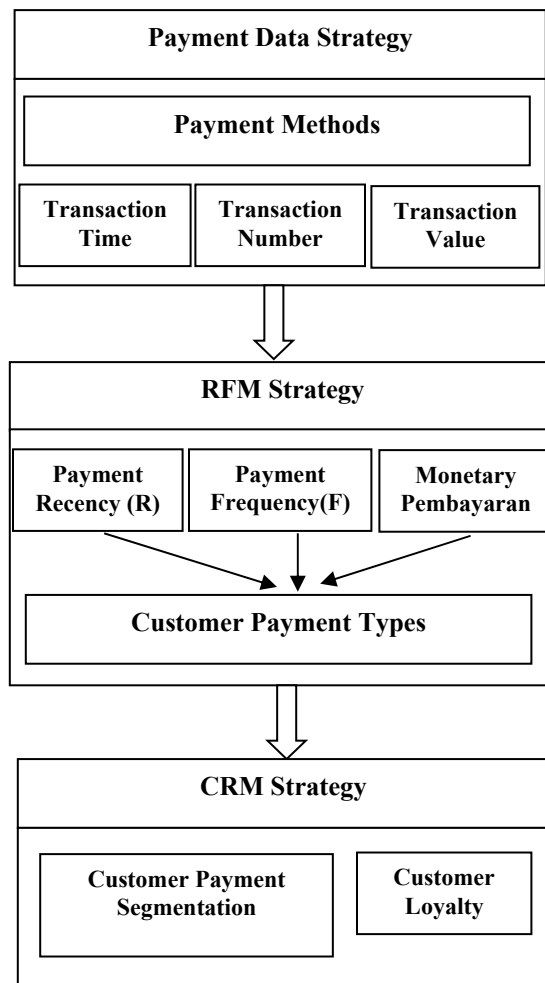 Payment Data Strategy
Payment Methods
Transaction
Time
Transaction
Number
Transaction
Value
RFM Strategy
Payment
Recency (R)
Payment
Frequency(F)
Monetary
Pembayaran
Customer Payment Types
CRM Strategy
Customer Payment
Segmentation
Customer
Loyalty